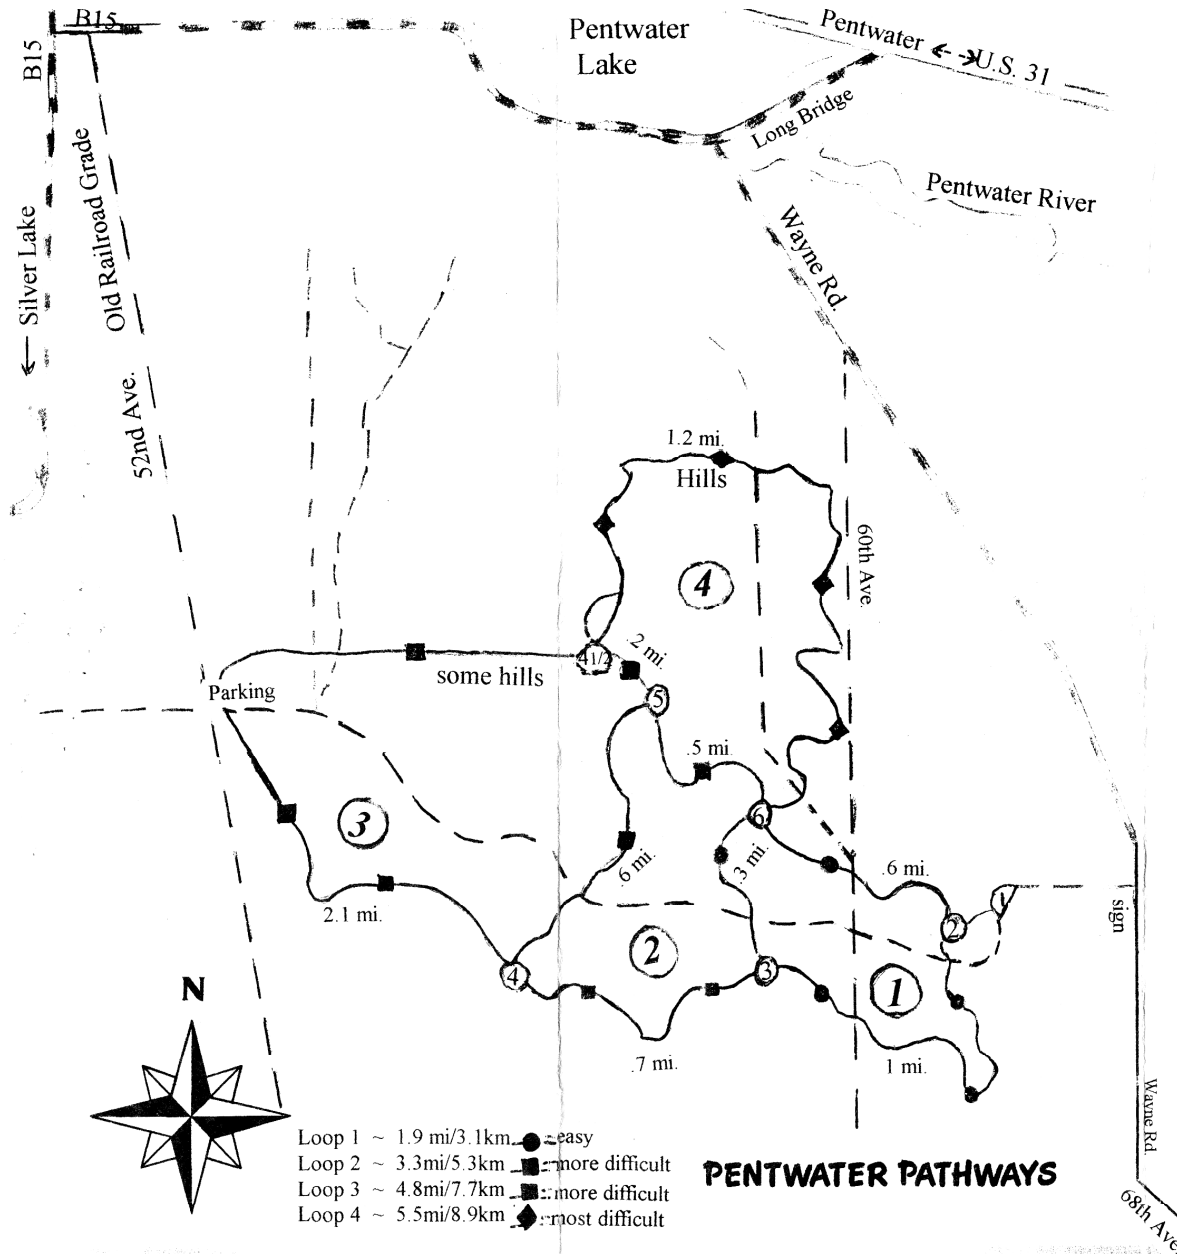 B15
Pentwater
Lake
Pentwater
U.S. 31
B15
Long Bridge
Old Railroad Grade
Pentwater River
Silver Lake
Wayne Rd.
52nd Ave.
1.2 mi.
Hills
60th Ave.
4
4 1/2
.2 mi.
some hills
Parking
5
.5 mi.
3
6
.6 mi.
.3 mi.
.6 mi.
1
2.1 mi.
sign
2
2
4
3
1
N
.7 mi.
1 mi.
Wayne Rd.
Loop 1 ~ 1.9 mi/3.1km easy
Loop 2 ~ 3.3mi/5.3km more difficult
Loop 3 ~ 4.8mi/7.7km more difficult
Loop 4 ~ 5.5mi/8.9km most difficult
PENTWATER PATHWAYS
68th Ave.